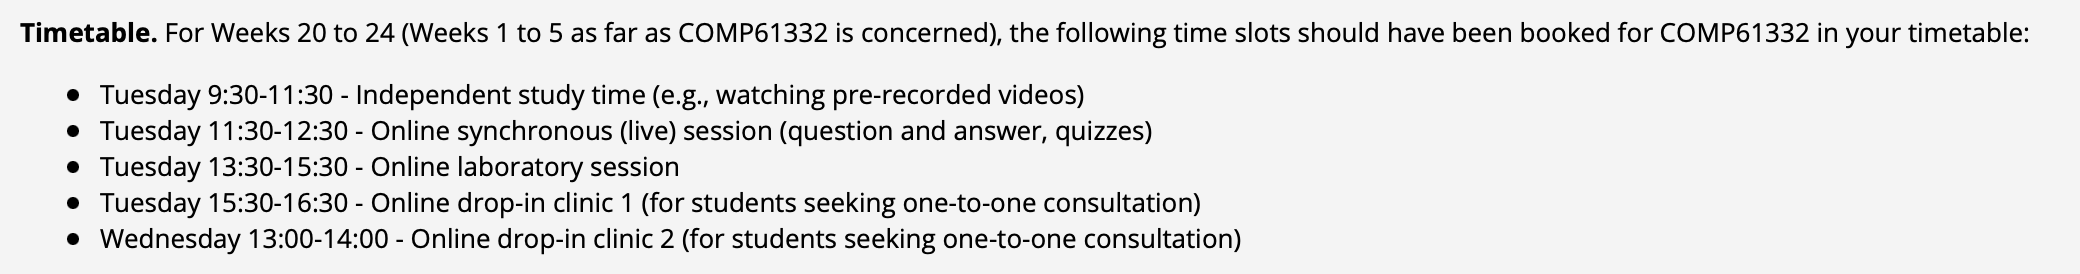 Timetable. For Weeks 20 to 24 (Weeks 1 to 5 as far as COMP61332 is concerned), the following time slots should have been booked for COMP61332 in your timetable:
• Tuesday 9:30-11:30 - Independent study time (e.g., watching pre-recorded videos)
• Tuesday 11:30-12:30 - Online synchronous (live) session (question and answer, quizzes)
• Tuesday 13:30-15:30 - Online laboratory session
• Tuesday 15:30-16:30 - Online drop-in clinic 1 (for students seeking one-to-one consultation)
• Wednesday 13:00-14:00 - Online drop-in clinic 2 (for students seeking one-to-one consultation)